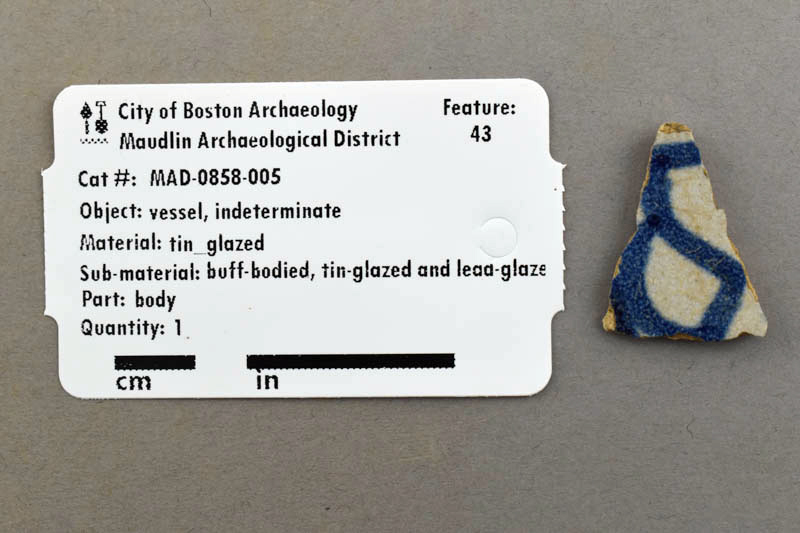 City of Boston Archaeology
Maudlin Archaeological District
Feature:
43
Cat #: MAD-0858-005
Object: vessel, indeterminate
Material: tin_glazed
Sub-material: buff-bodied, tin-glazed and lead-glaze
Part: body
Quantity: 1
cm
in